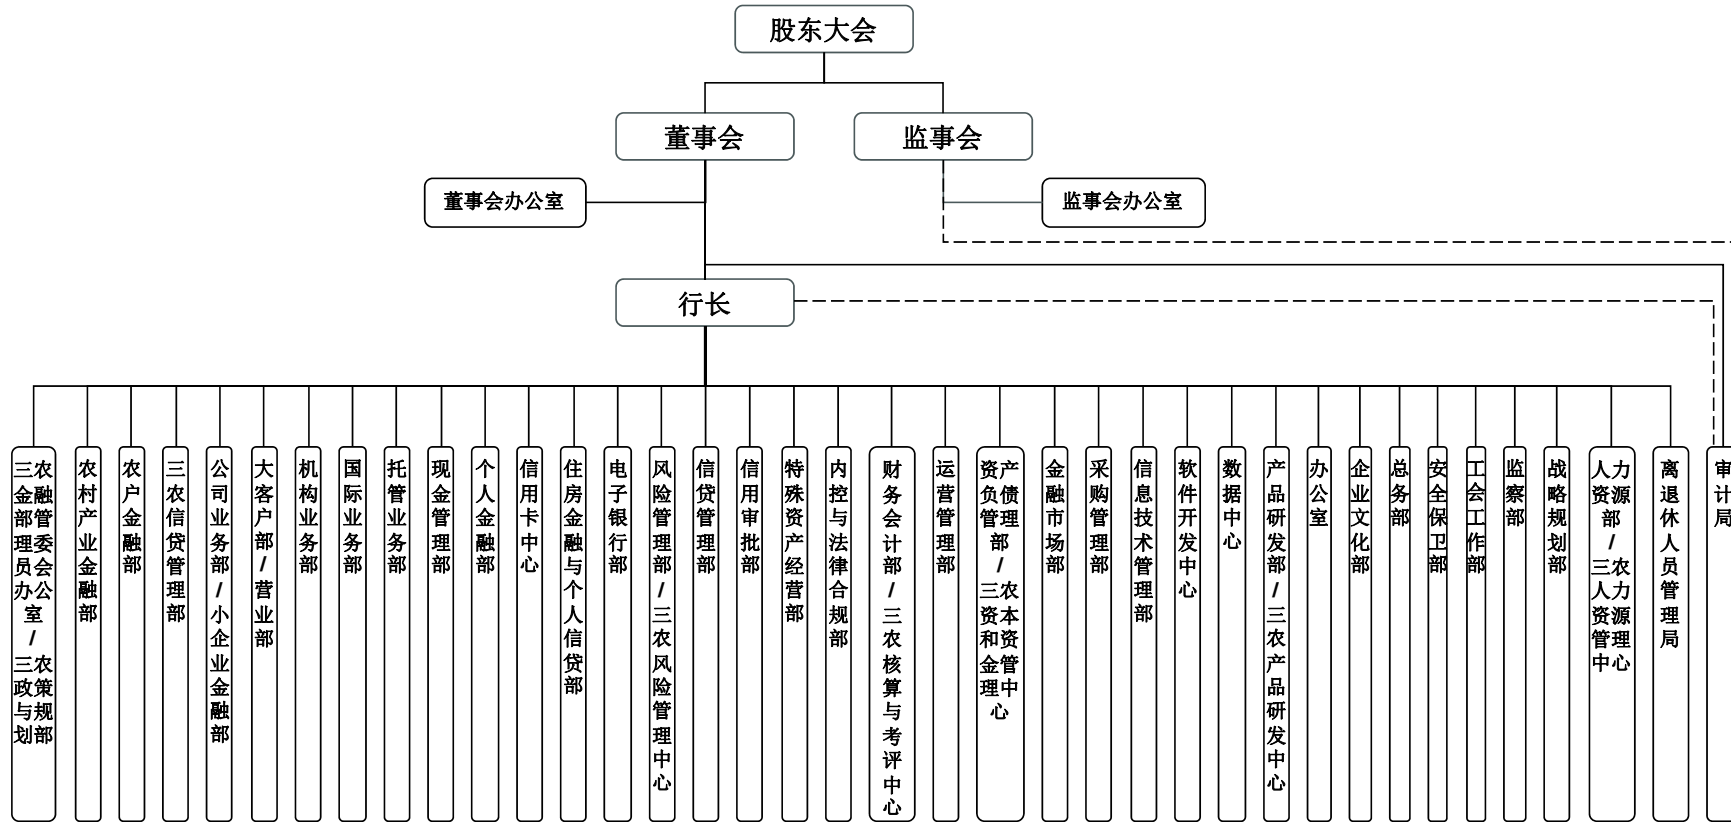 股东大会
董事会
监事会
董事会办公室
监事会办公室
行长
三农金融部管理委员会办公室/三农政策与规划部
农村产业金融部
农户金融部
三农信贷管理部
公司业务部/小企业金融部
大客户部/营业部
机构业务部
国际业务部
托管业务部
现金管理部
个人金融部
信用卡中心
住房金融与个人信贷部
电子银行部
风险管理部/三农风险管理中心
信贷管理部
信用审批部
特殊资产经营部
内控与法律合规部
财务会计部/三农核算与考评中心
运营管理部
资产负债管理部/三农资本和资金管理中心
金融市场部
采购管理部
信息技术管理部
软件开发中心
数据中心
产品研发部/三农产品研发中心
办公室
企业文化部
总务部
安全保卫部
工会工作部
监察部
战略规划部
人力资源部/三农人力资源管理中心
离退休人员管理局
审计局